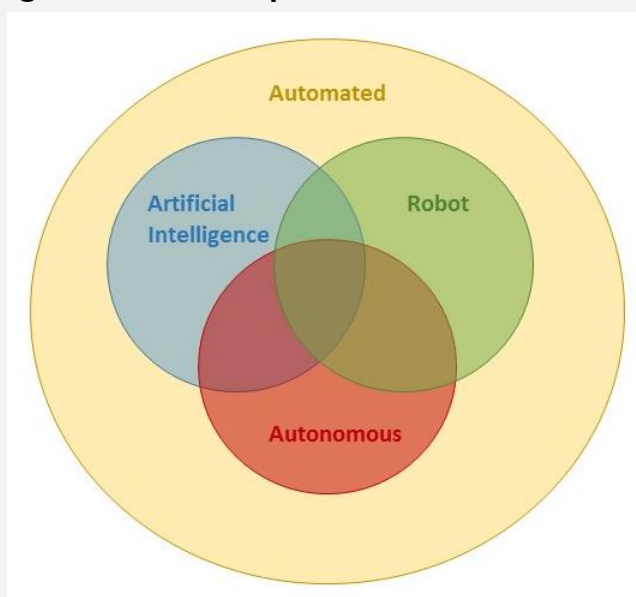 Automated
Artificial
Intelligence
Robot
Autonomous